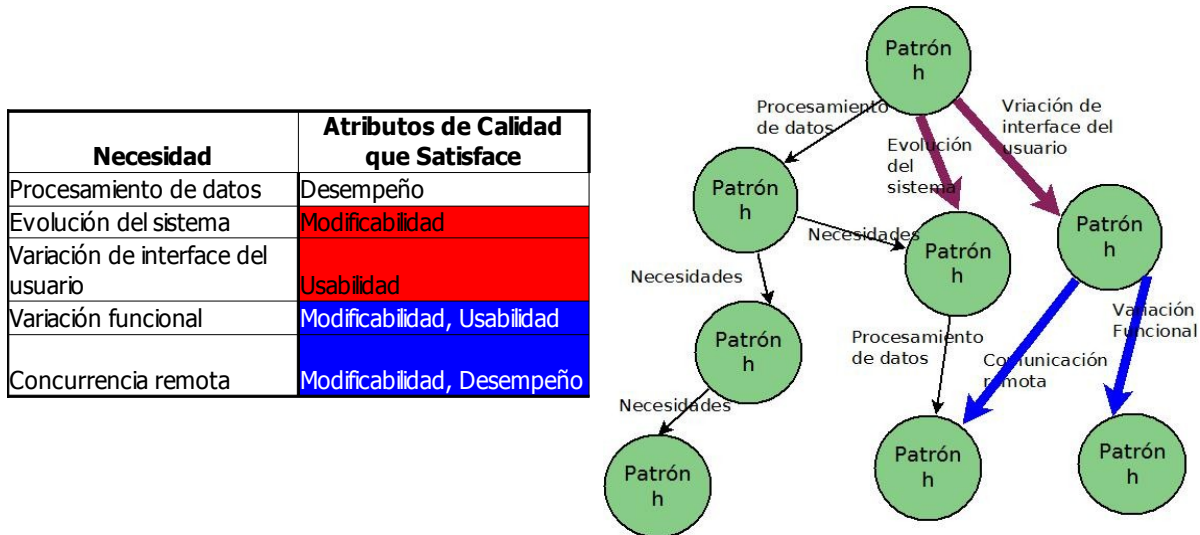 Necesidad
Atributos de Calidad
que Satisface
Procesamiento de datos
Desempeño
Evolución del sistema
Modificabilidad
Variación de interface del
usuario
Usabilidad
Variación funcional
Modificabilidad, Usabilidad
Concurrencia remota
Modificabilidad, Desempeño
Patrón
h
Procesamiento
de datos
Evolución
del
sistema
Vriación de
interface del
usuario
Patrón
h
Necesidades
Patrón
h
Patrón
h
Necesidades
Patrón
h
Procesamiento
de datos
Comunicación
remota
Variación
Funcional
Necesidades
Patrón
h
Patrón
h
Patrón
h